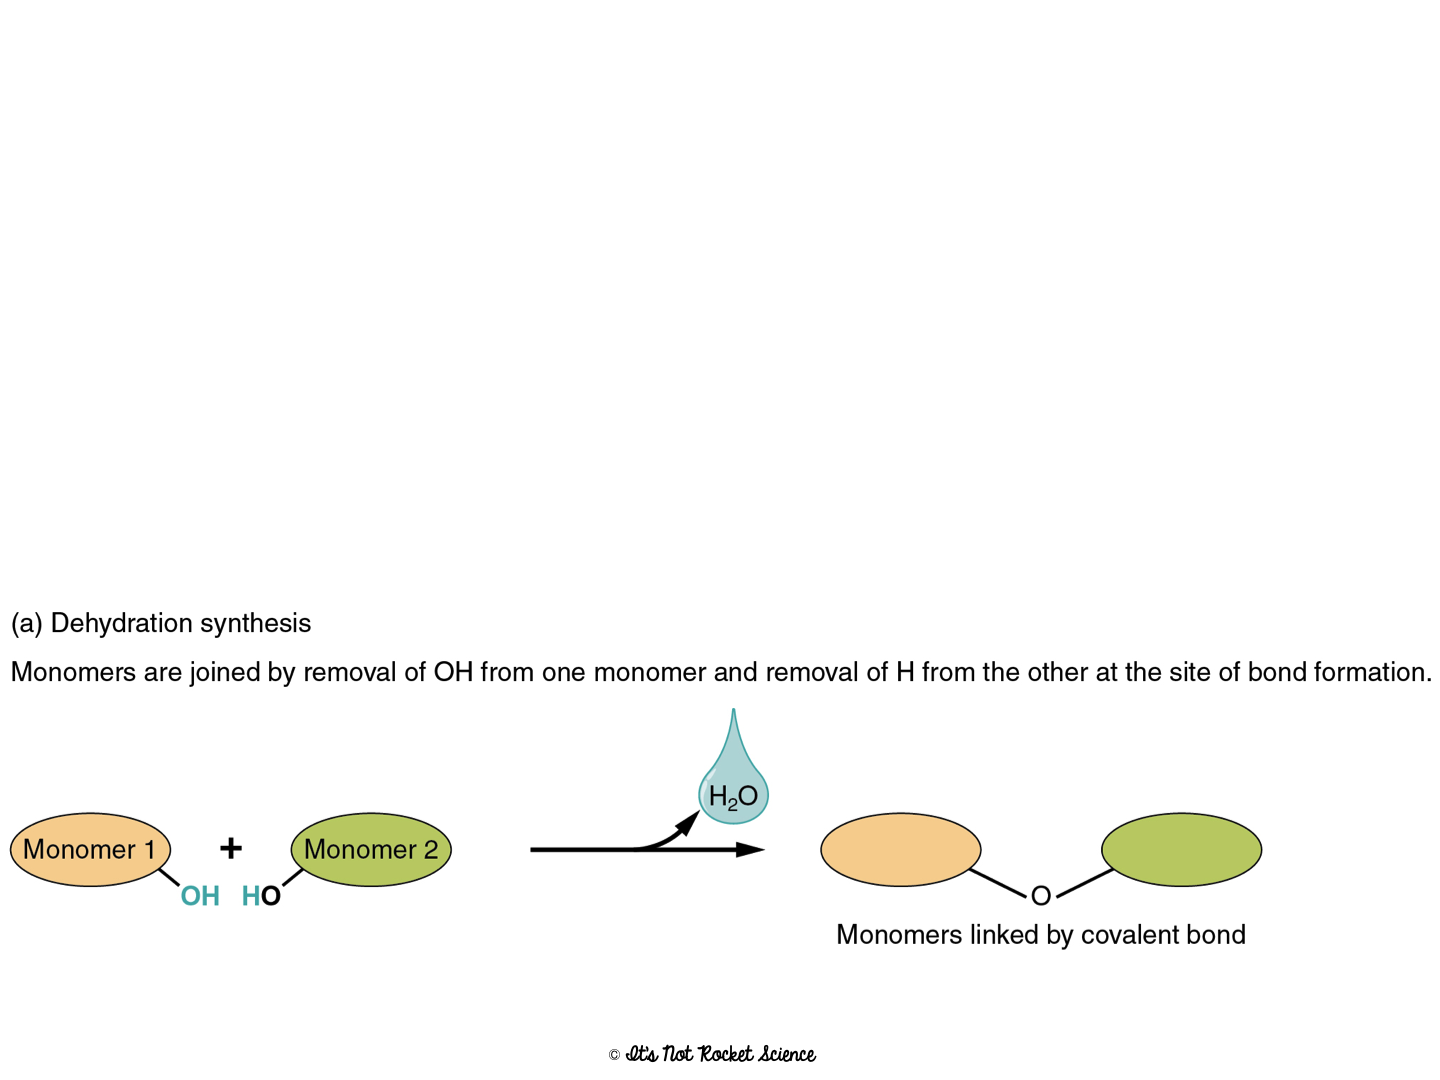 (a) Dehydration synthesis
Monomers are joined by removal of OH from one monomer and removal of H from the other at the site of bond formation.
H₂O
Monomer 1 + Monomer 2
OH HO
O
Monomers linked by covalent bond
© It's Not Rocket Science